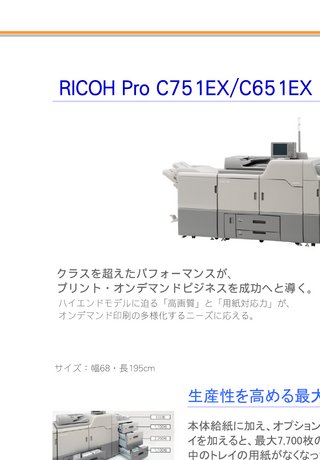 RICOH Pro C751EX/C651EX
クラスを超えたパフォーマンスが、
プリント・オンデマンドビジネスを成功へと導く。
ハイエンドモデルに迫る「高画質」と「用紙対応力」が、
オンデマンド印刷の多様化するニーズに応える。
サイズ：幅68・長195cm
生産性を高める最大
本体給紙に加え、オプション
イを加えると、最大7,700枚の
中のトレイの用紙がなくなっ